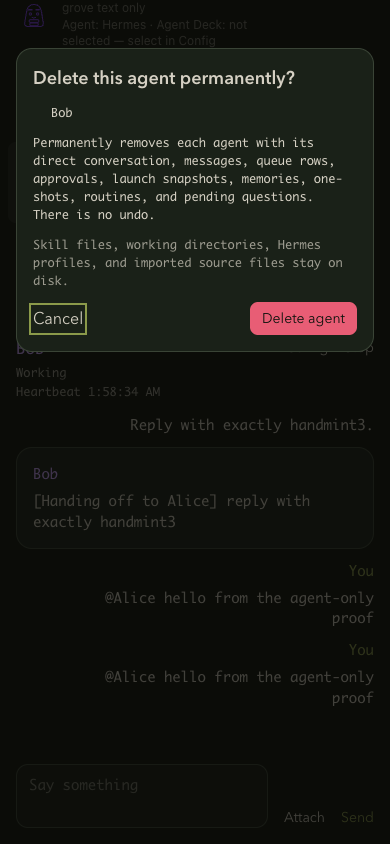 grove text only
Agent: Hermes · Agent Deck: not
selected — select in Config
Delete this agent permanently?
Bob
Permanently removes each agent with its
direct conversation, messages, queue rows,
approvals, launch snapshots, memories, one-
shots, routines, and pending questions.
There is no undo.
Skill files, working directories, Hermes
profiles, and imported source files stay on
disk.
Cancel
Delete agent
Bob
Working
Heartbeat 1:58:34 AM
Reply with exactly handmint3.
Bob
[Handing off to Alice] reply with
exactly handmint3
You
@Alice hello from the agent-only
proof
You
@Alice hello from the agent-only
proof
Say something
Attach
Send